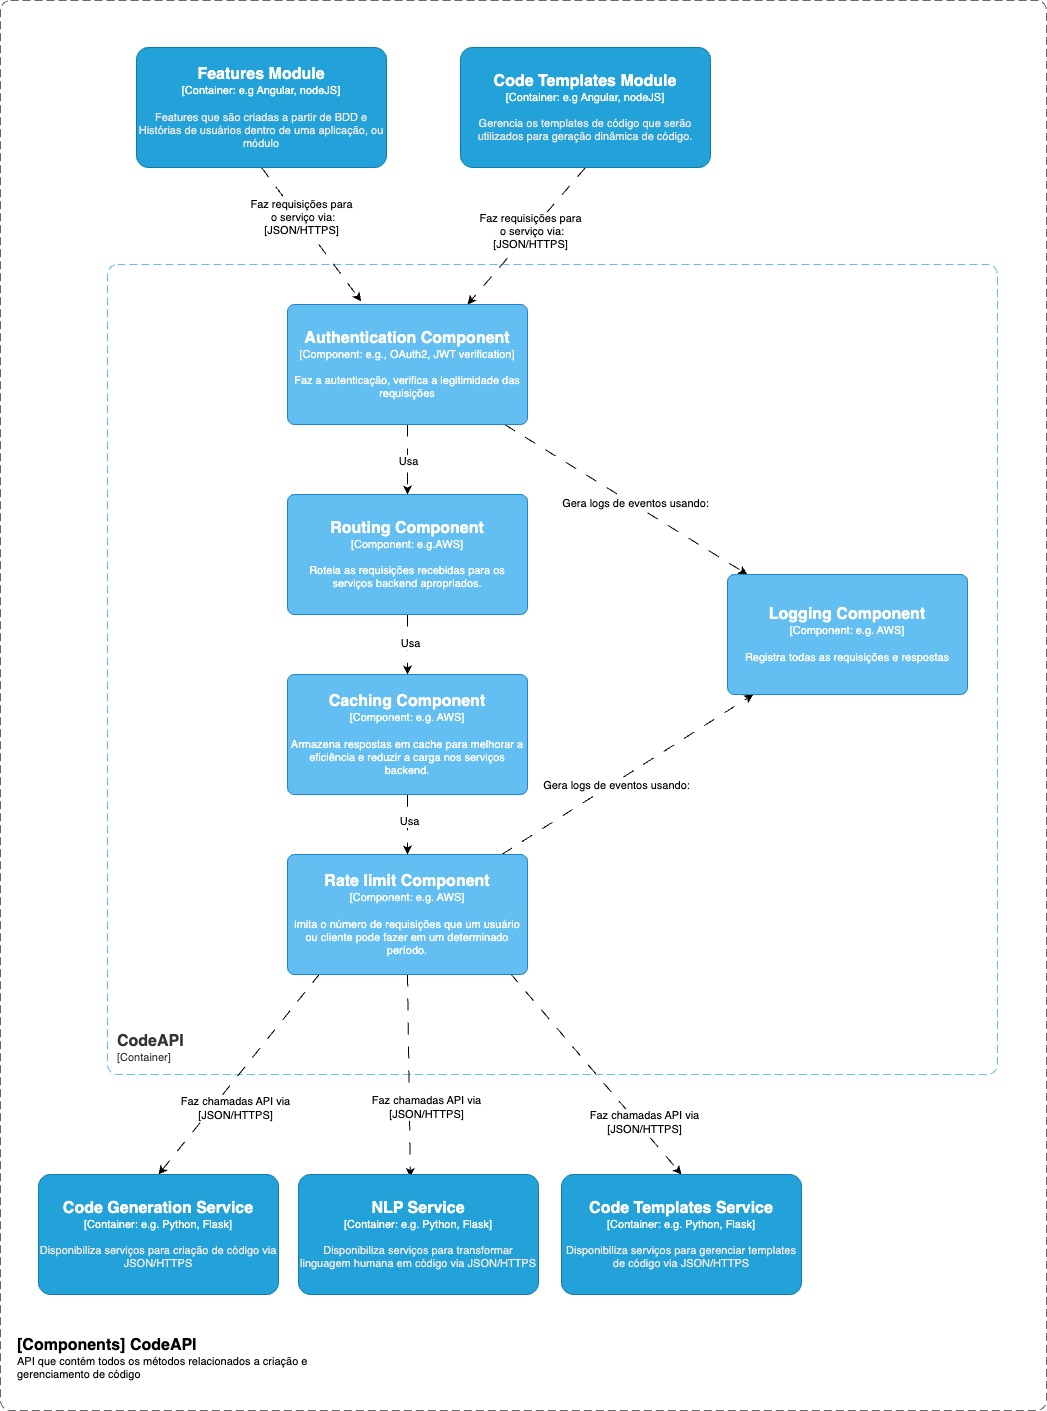 Features Module
[Container: e.g Angular, nodeJS]
Features que são criadas a partir de BDD e
Histórias de usuários dentro de uma aplicação, ou
módulo
Code Templates Module
[Container: e.g Angular, nodeJS]
Gerencia os templates de código que serão
utilizados para geração dinâmica de código.
Faz requisições para
o serviço via:
[JSON/HTTPS]
Faz requisições para
o serviço via:
[JSON/HTTPS]
Authentication Component
[Component: e.g., OAuth2, JWT verification]
Faz a autenticação, verifica a legitimidade das
requisições
Usa
Gera logs de eventos usando:
Routing Component
[Component: e.g.AWS]
Roteia as requisições recebidas para os
serviços backend apropriados.
Logging Component
[Component: e.g. AWS]
Registra todas as requisições e respostas
Usa
Caching Component
[Component: e.g. AWS]
Armazena respostas em cache para melhorar a
eficiência e reduzir a carga nos serviços
backend.
Gera logs de eventos usando:
Usa
Rate limit Component
[Component: e.g. AWS]
imita o número de requisições que um usuário
ou cliente pode fazer em um determinado
período.
CodeAPI
[Container]
Faz chamadas API via
[JSON/HTTPS]
Faz chamadas API via
[JSON/HTTPS]
Faz chamadas API via
[JSON/HTTPS]
Code Generation Service
[Container: e.g. Python, Flask]
Disponibiliza serviços para criação de código via
JSON/HTTPS
NLP Service
[Container: e.g. Python, Flask]
Disponibiliza serviços para transformar
linguagem humana em código via JSON/HTTPS
Code Templates Service
[Container: e.g. Python, Flask]
Disponibiliza serviços para gerenciar templates
de código via JSON/HTTPS
[Components] CodeAPI
API que contém todos os métodos relacionados a criação e
gerenciamento de código